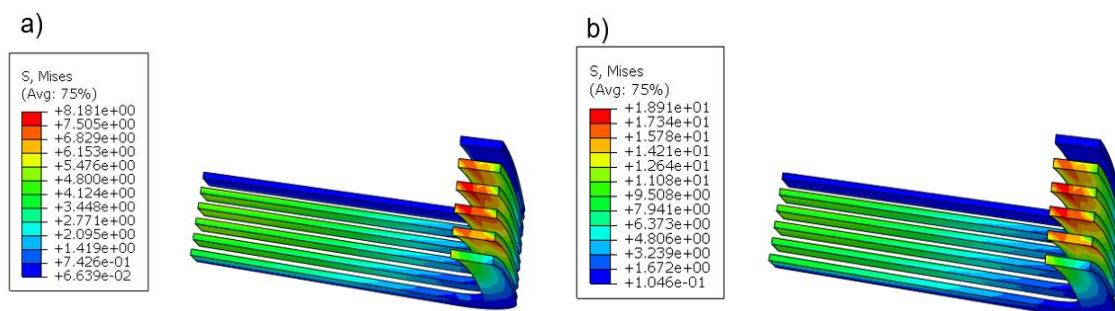 a)
S, Mises
(Avg: 75%)
+8.181e+00
+7.505e+00
+6.829e+00
+6.153e+00
+5.476e+00
+4.800e+00
+4.124e+00
+3.448e+00
+2.771e+00
+2.095e+00
+1.419e+00
+7.426e-01
+6.639e-02
b)
S, Mises
(Avg: 75%)
+1.891e+01
+1.734e+01
+1.578e+01
+1.421e+01
+1.264e+01
+1.108e+01
+9.508e+00
+7.941e+00
+6.373e+00
+4.806e+00
+3.239e+00
+1.672e+00
+1.046e-01